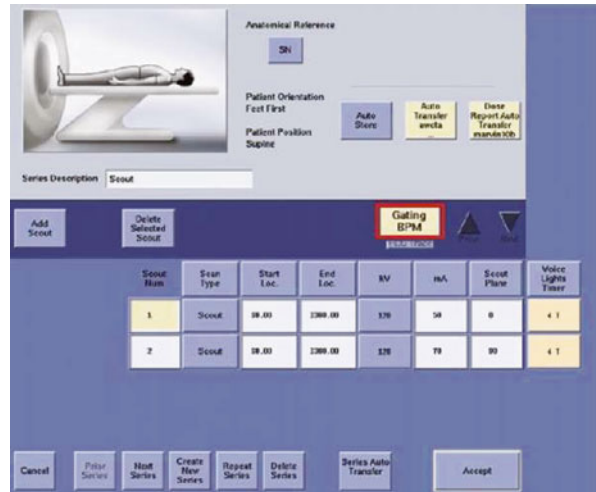 Anatomical Reference
SN
Patient Orientation
Feet First
Patient Position
Supine
Auto
Store
Auto
Transfer
awcta
Dose
Report Auto
Transfer
Series Description Scout
Add
Scout
Delete
Selected
Scout
Gating
BPM
Scout
Num
Scan
Type
Start
Loc.
End
Loc.
kV
mA
Scout
Plane
Voice
Lights
Timer
1 Scout 120 50 0 4 T
2 Scout 120 70 90 4 T
Cancel
Prior
Series
Next
Series
Create
New
Series
Repeat
Series
Delete
Series
Series Auto
Transfer
Accept